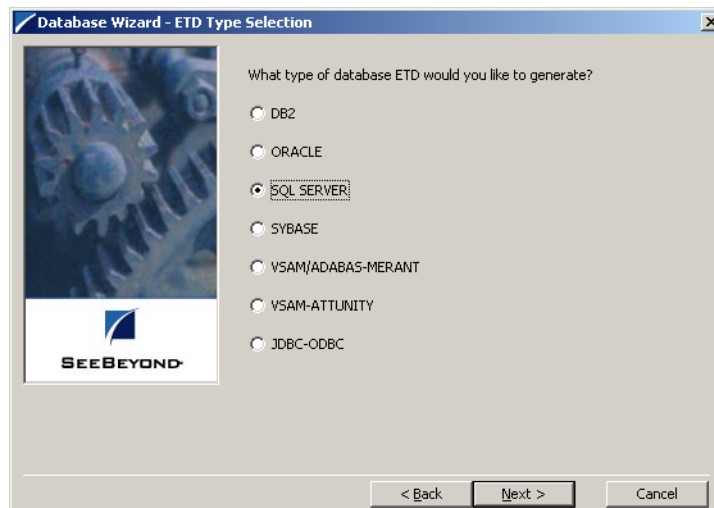 Database Wizard - ETD Type Selection
What type of database ETD would you like to generate?
DB2
ORACLE
SQL SERVER
SYBASE
VSAM/ADABAS-MERANT
VSAM-ATTUNITY
JDBC-ODBC
SEEBEYOND
< Back Next > Cancel